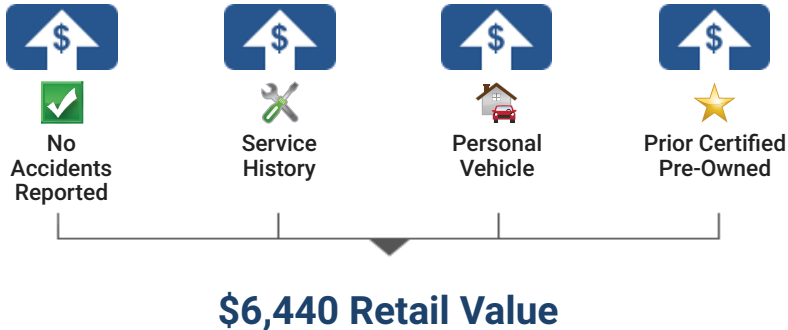 $ $ $ $
No Accidents Reported
Service History
Personal Vehicle
Prior Certified Pre-Owned
$6,440 Retail Value